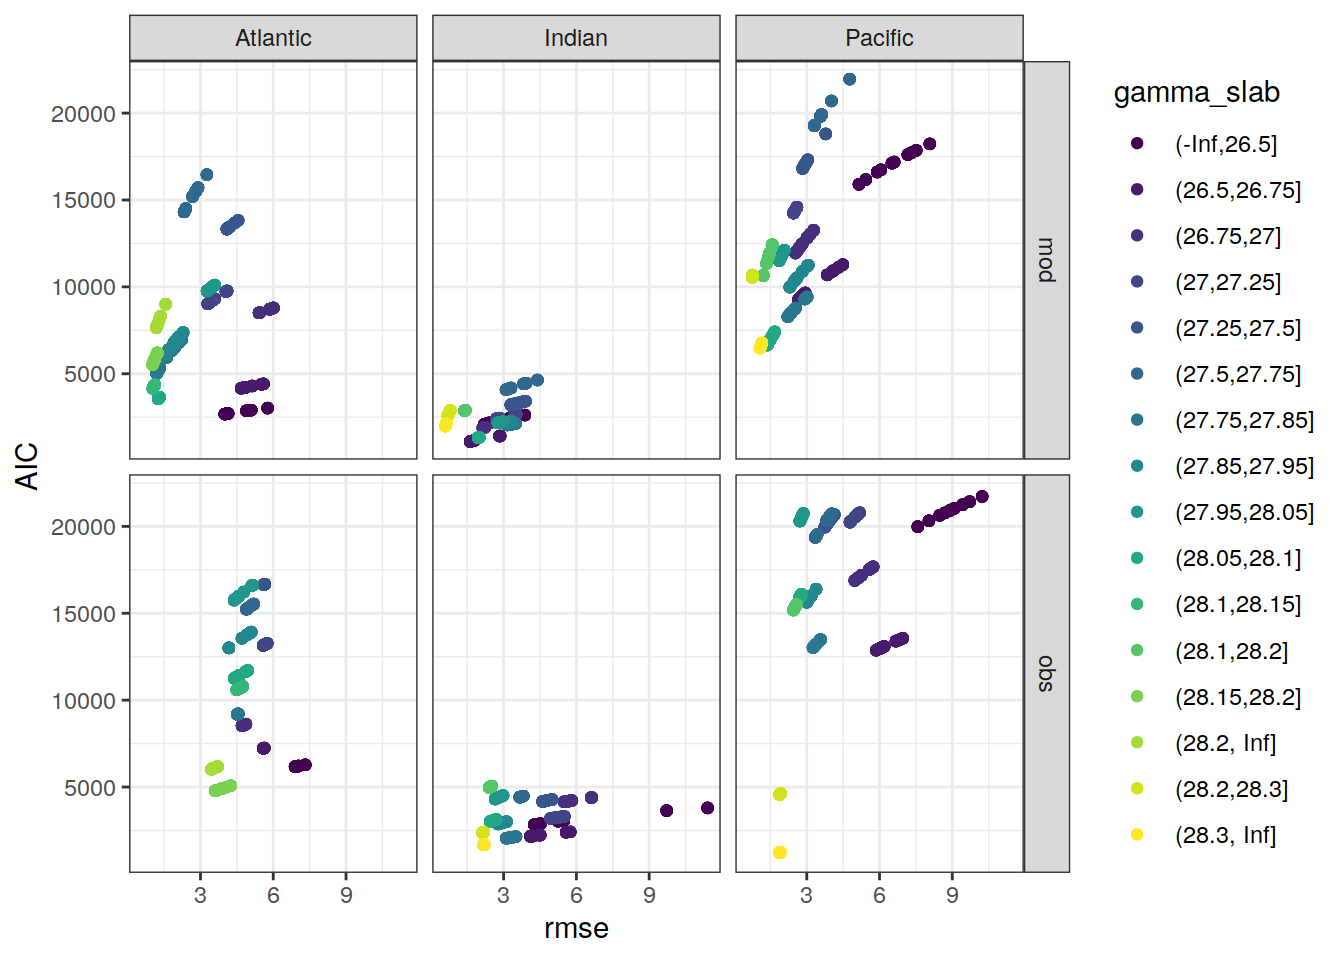 Atlantic
Indian
Pacific
20000
15000
10000
5000
mod
20000
15000
10000
5000
obs
AIC
3
6
9
3
6
9
3
6
9
rmse
gamma_slab
(-Inf,26.5]
(26.5,26.75]
(26.75,27]
(27,27.25]
(27.25,27.5]
(27.5,27.75]
(27.75,27.85]
(27.85,27.95]
(27.95,28.05]
(28.05,28.1]
(28.1,28.15]
(28.1,28.2]
(28.15,28.2]
(28.2, Inf]
(28.2,28.3]
(28.3, Inf]